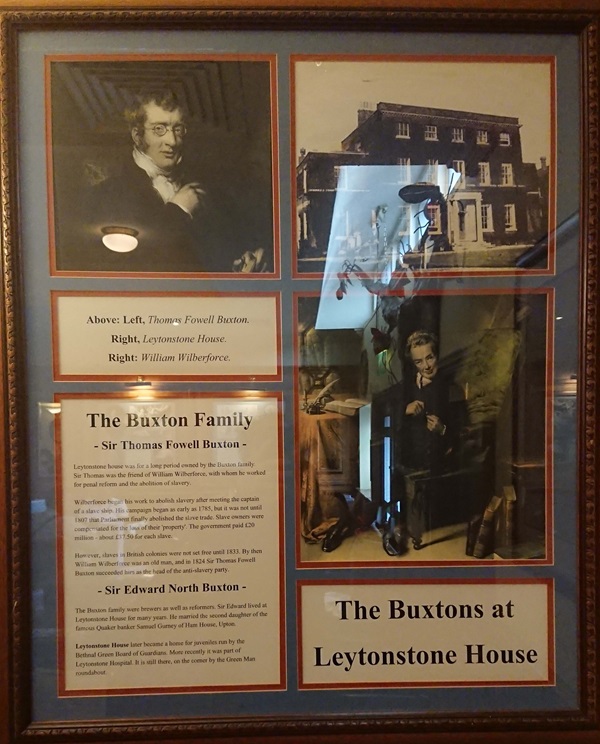 Above: Left, Thomas Fowell Buxton.
Right, Leytonstone House.
Right: William Wilberforce.
The Buxton Family
- Sir Thomas Fowell Buxton -
Leytonstone house was for a long period owned by the Buxton family.
Sir Thomas was the friend of William Wilberforce, with whom he worked
for penal reform and the abolition of slavery.
Wilberforce began his work to abolish slavery after meeting the captain
of a slave ship. His campaign began as early as 1785, but it was not until
1807 that Parliament finally abolished the slave trade. Slave owners were
compensated for the loss of their 'property'. The government paid £20
million - about £37.50 for each slave.
However, slaves in British colonies were not set free until 1833. By then
William Wilberforce was an old man, and in 1824 Sir Thomas Fowell
Buxton succeeded him as the head of the anti-slavery party.
- Sir Edward North Buxton -
The Buxton family were brewers as well as reformers. Sir Edward lived at
Leytonstone House for many years. He married the second daughter of the
famous Quaker banker Samuel Gurney of Ham House, Upton.
Leytonstone House later became a home for juveniles run by the
Bethnal Green Board of Guardians. More recently it was part of
Leytonstone Hospital. It is still there, on the corner by the Green Man
roundabout.
The Buxtons at
Leytonstone House